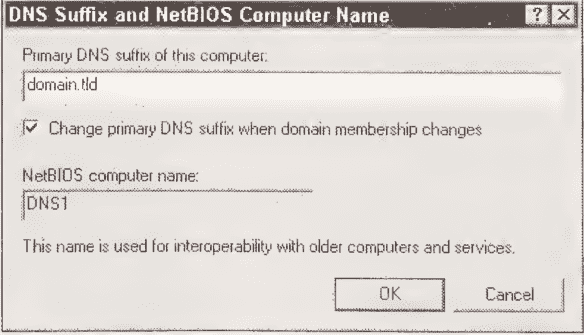 DNS Suffix and NetBIOS Computer Name
Primary DNS suffix of this computer:
domain.tld
Change primary DNS suffix when domain membership changes
NetBIOS computer name:
DNS1
This name is used for interoperability with older computers and services.
OK Cancel